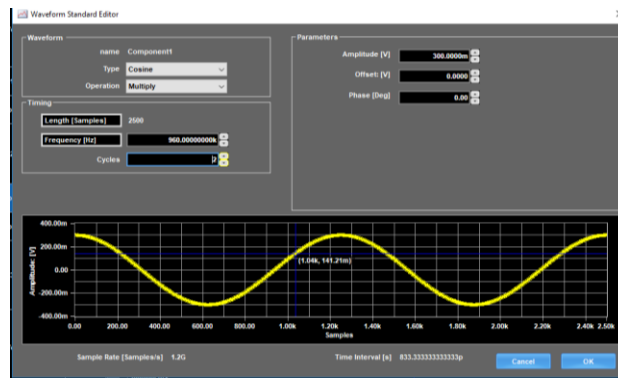 Waveform Standard Editor
Waveform
name Component1
Type Cosine
Operation Multiply
Timing
Length [Samples] 2500
Frequency [Hz] 960.00000000k
Cycles 2
Parameters
Amplitude [V] 300.0000m
Offset: [V] 0.0000
Phase [Deg] 0.00
Amplitude: [V]
400.00m
200.00m
0.00
-200.00m
-400.00m
(1.04k, 141.21m)
0.00 200.00 400.00 600.00 800.00 1.00k 1.20k 1.40k 1.60k 1.80k 2.00k 2.20k 2.40k 2.50k
Samples
Sample Rate [Samples/s] 1.2G
Time Interval [s] 833.333333333333p
Cancel OK